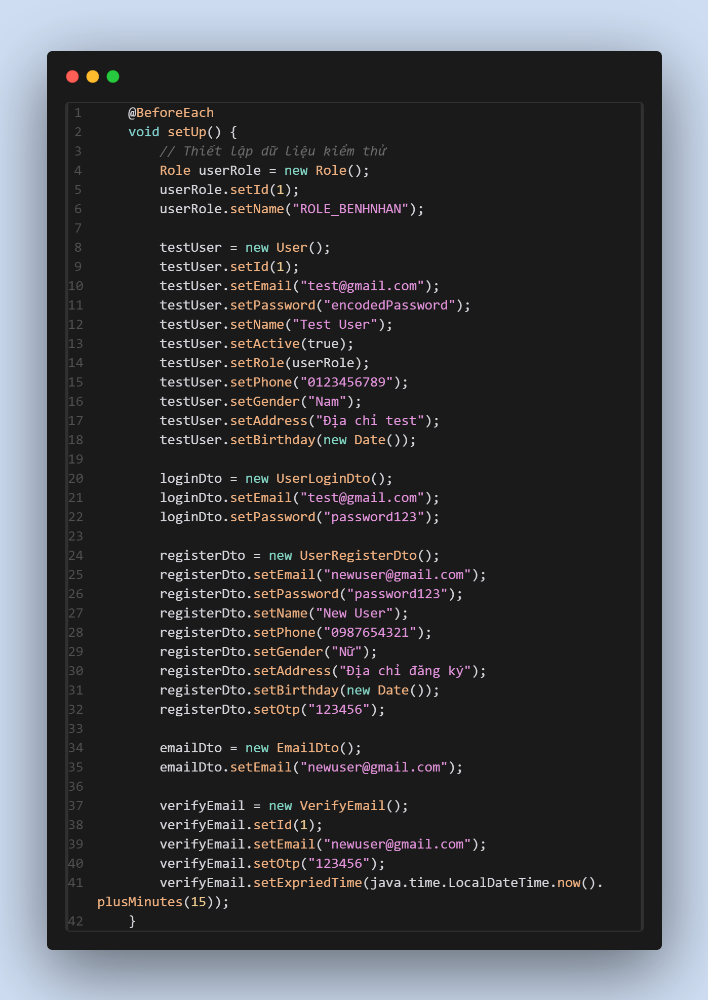 1 @BeforeEach
2 void setUp() {
3 // Thiết lập dữ liệu kiểm thử
4 Role userRole = new Role();
5 userRole.setId(1);
6 userRole.setName("ROLE_BENHNHAN");
7
8 testUser = new User();
9 testUser.setId(1);
10 testUser.setEmail("test@gmail.com");
11 testUser.setPassword("encodedPassword");
12 testUser.setName("Test User");
13 testUser.setActive(true);
14 testUser.setRole(userRole);
15 testUser.setPhone("0123456789");
16 testUser.setGender("Nam");
17 testUser.setAddress("Địa chỉ test");
18 testUser.setBirthday(new Date());
19
20 loginDto = new UserLoginDto();
21 loginDto.setEmail("test@gmail.com");
22 loginDto.setPassword("password123");
23
24 registerDto = new UserRegisterDto();
25 registerDto.setEmail("newuser@gmail.com");
26 registerDto.setPassword("password123");
27 registerDto.setName("New User");
28 registerDto.setPhone("0987654321");
29 registerDto.setGender("Nữ");
30 registerDto.setAddress("Địa chỉ đăng ký");
31 registerDto.setBirthday(new Date());
32 registerDto.setOtp("123456");
33
34 emailDto = new EmailDto();
35 emailDto.setEmail("newuser@gmail.com");
36
37 verifyEmail = new VerifyEmail();
38 verifyEmail.setId(1);
39 verifyEmail.setEmail("newuser@gmail.com");
40 verifyEmail.setOtp("123456");
41 verifyEmail.setExpriedTime(java.time.LocalDateTime.now().
plusMinutes(15));
42 }